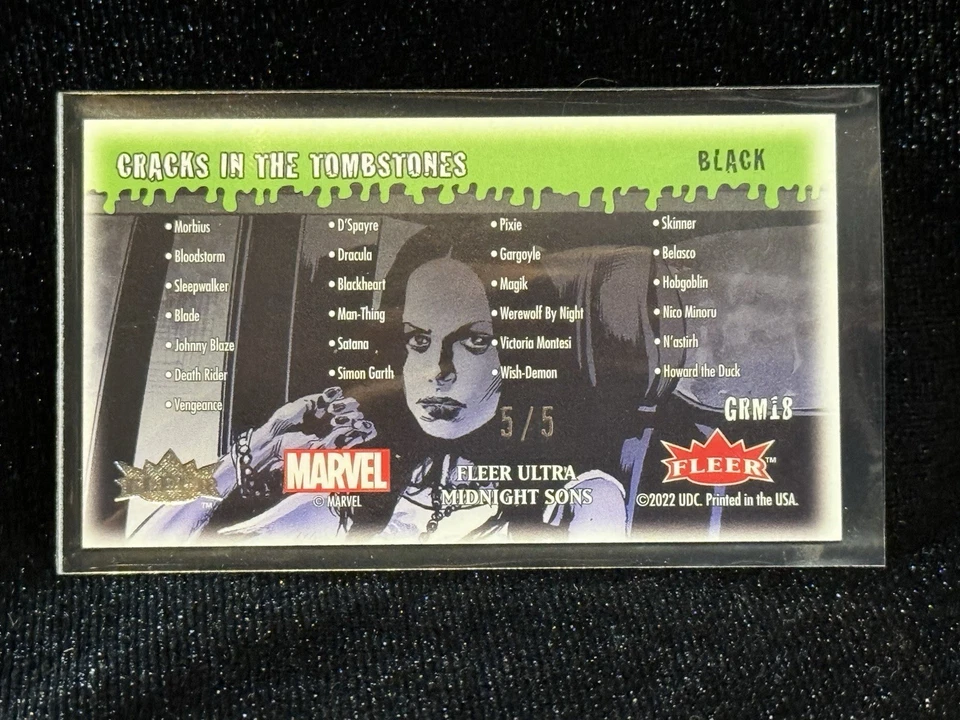 CRACKS IN THE TOMBSTONES
BLACK
• Morbius
• Bloodstorm
• Sleepwalker
• Blade
• Johnny Blaze
• Death Rider
• Vengeance
• D'Spayre
• Dracula
• Blackheart
• Man-Thing
• Satana
• Simon Garth
• Pixie
• Gargoyle
• Magik
• Werewolf By Night
• Victoria Montesi
• Wish-Demon
• Skinner
• Belasco
• Hobgoblin
• Nico Minoru
• N'astirh
• Howard the Duck
GRM18
5/5
TM
MARVEL
© MARVEL
FLEER ULTRA
MIDNIGHT SONS
FLEER™
©2022 UDC. Printed in the USA.